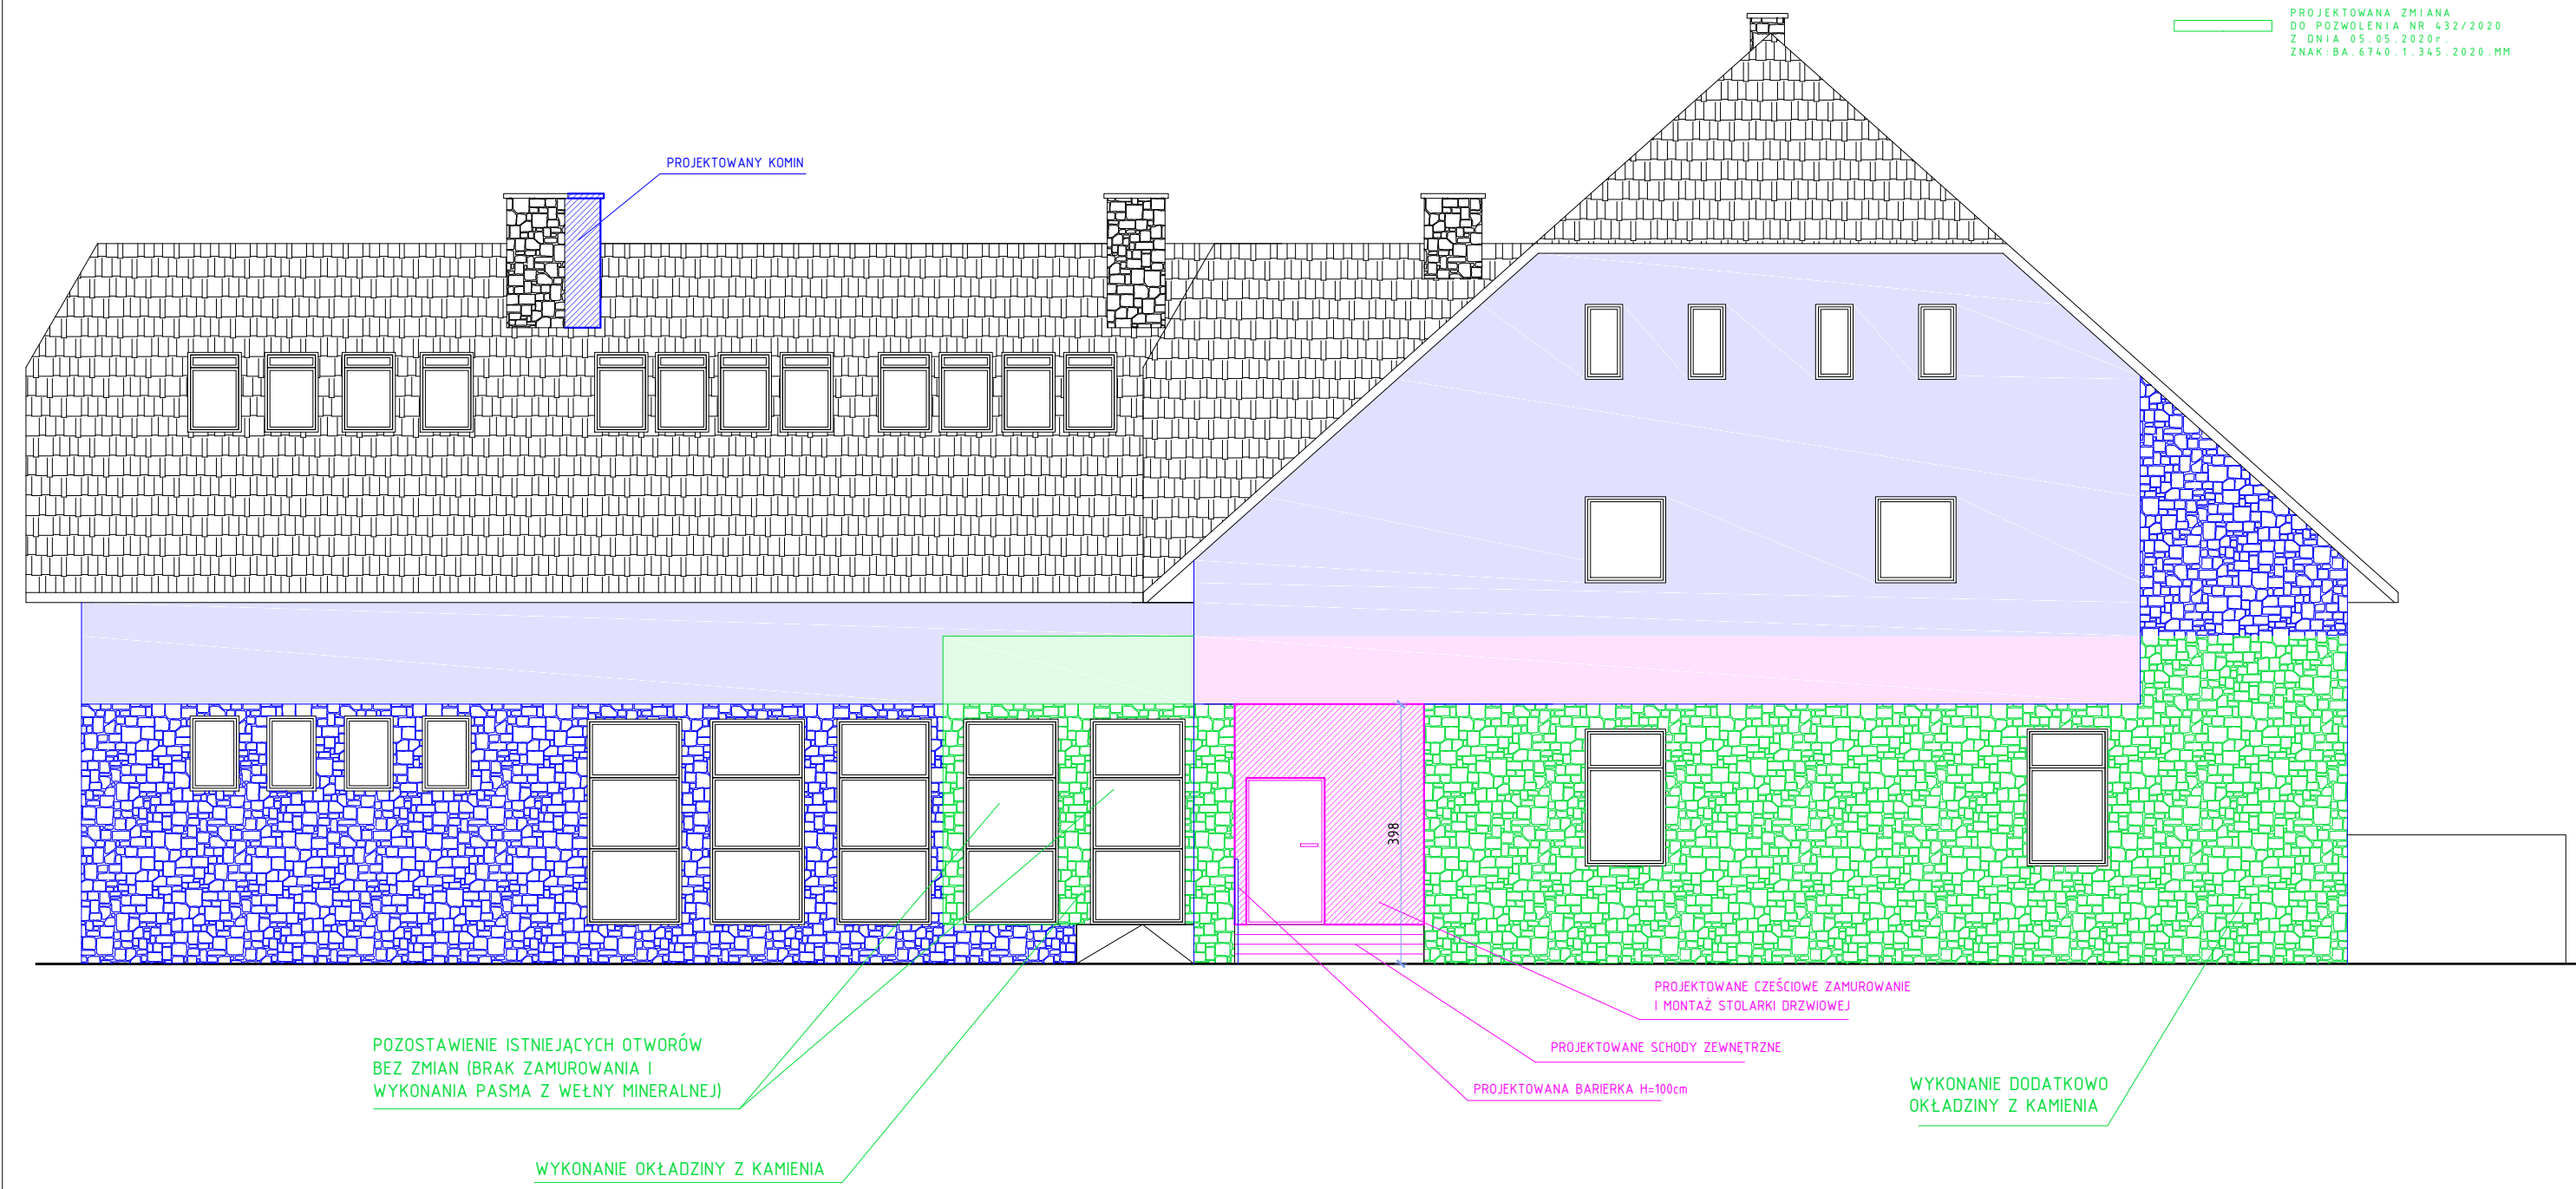 PROJEKTOWANA ZMIANA
DO POZWOLENIA NR 432/2020
Z DNIA 05.05.2020r.
ZNAK:BA.6740.1.345.2020.MM
PROJEKTOWANY KOMIN
398
PROJEKTOWANE CZEŚCIOWE ZAMUROWANIE
I MONTAŻ STOLARKI DRZWIOWEJ
PROJEKTOWANE SCHODY ZEWNĘTRZNE
PROJEKTOWANA BARIERKA H=100cm
POZOSTAWIENIE ISTNIEJĄCYCH OTWORÓW
BEZ ZMIAN (BRAK ZAMUROWANIA I
WYKONANIA PASMA Z WEŁNY MINERALNEJ)
WYKONANIE DODATKOWO
OKŁADZINY Z KAMIENIA
WYKONANIE OKŁADZINY Z KAMIENIA